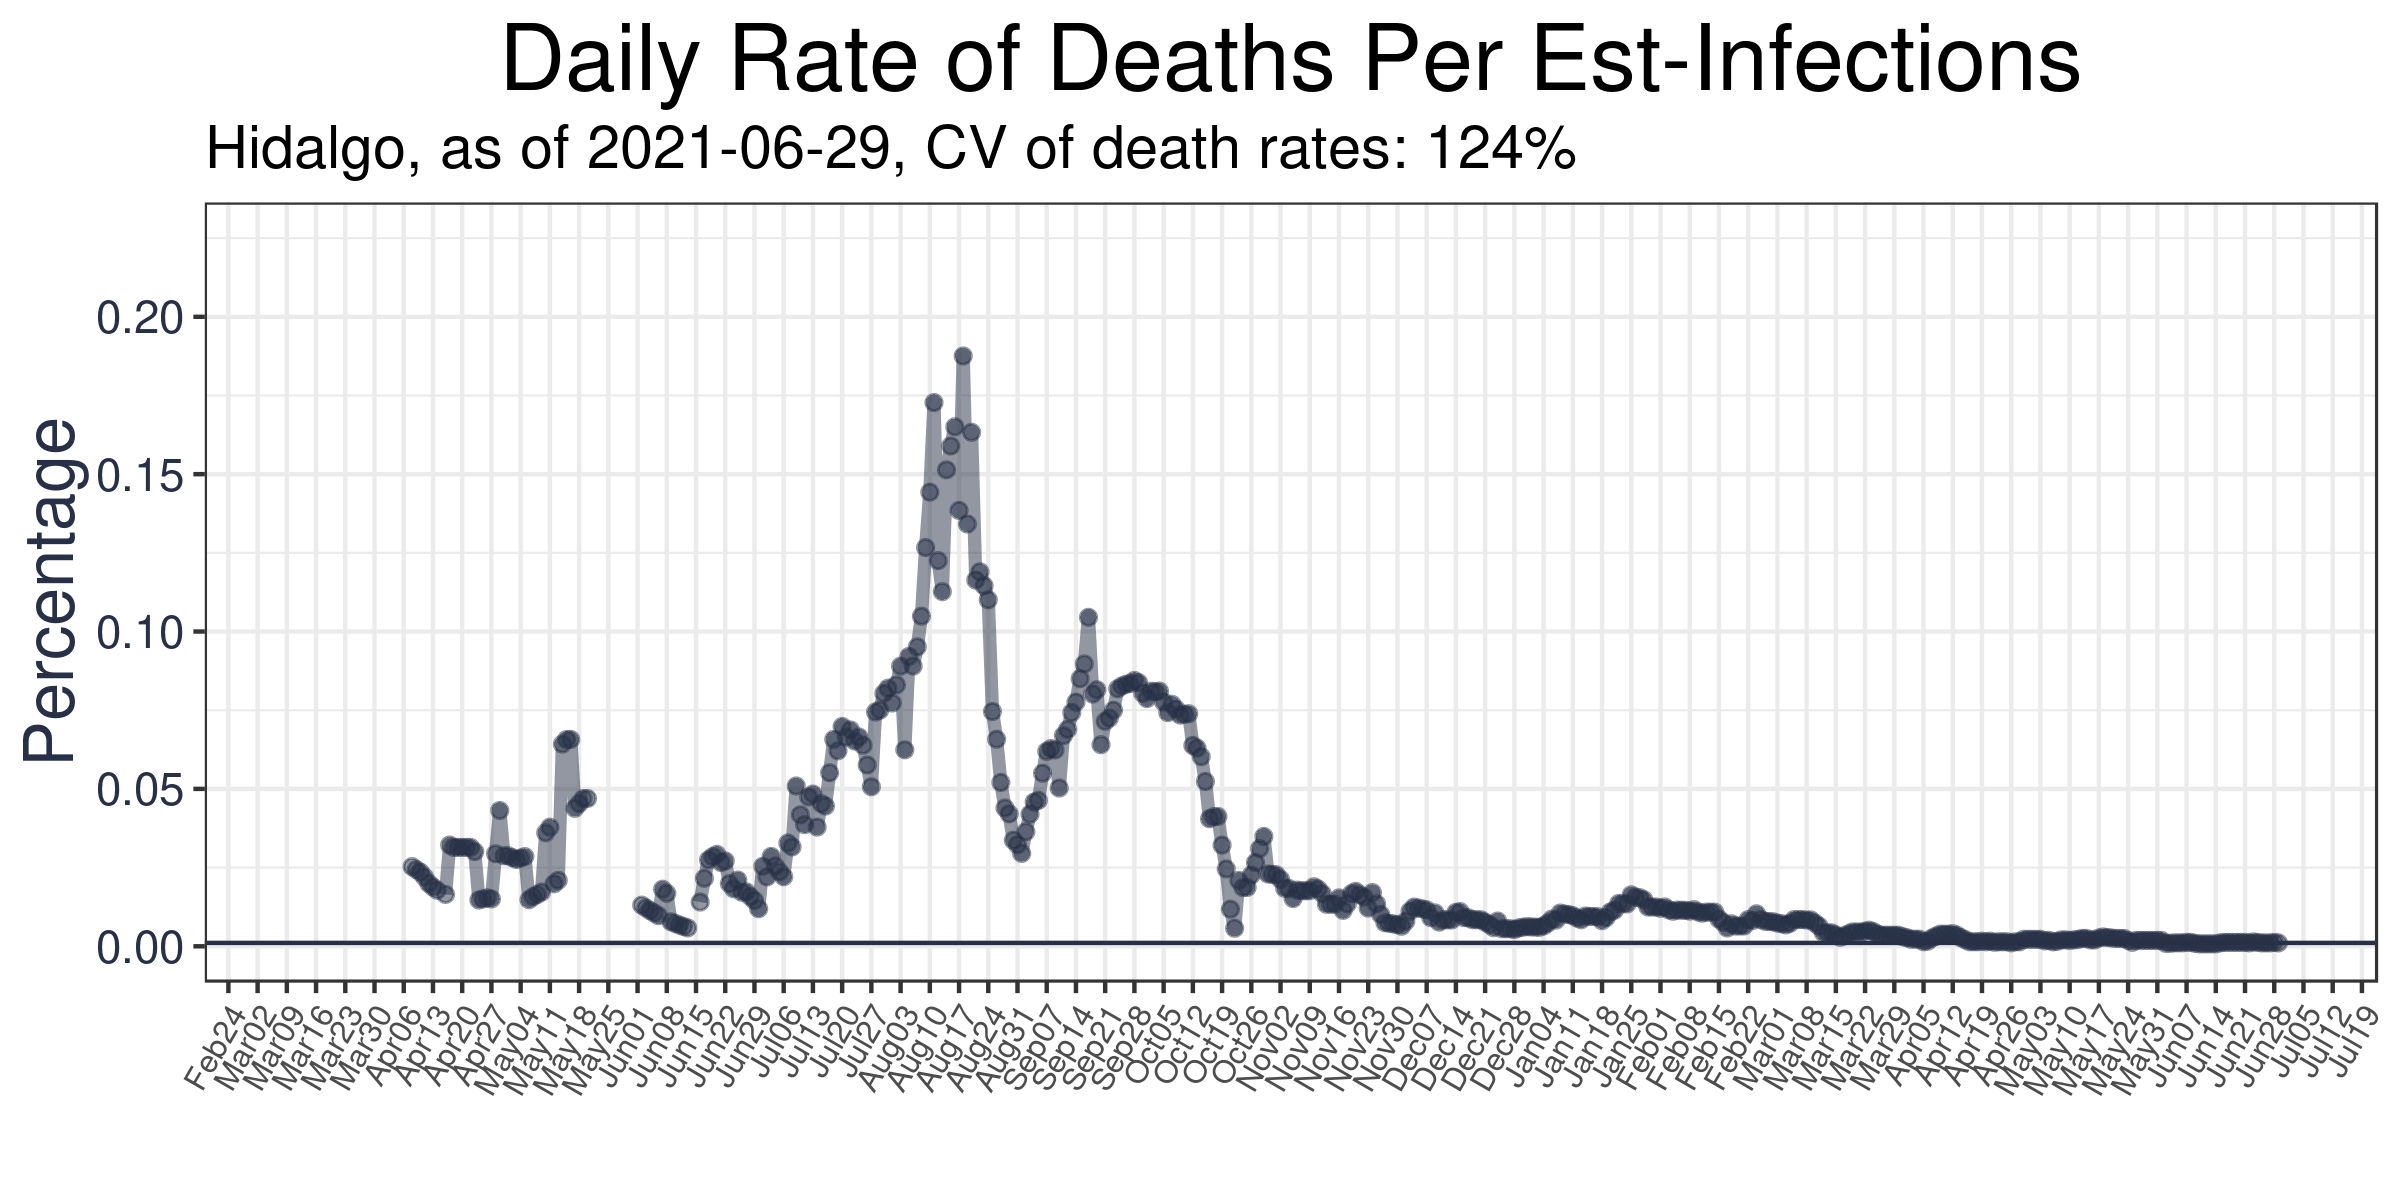 Daily Rate of Deaths Per Est-Infections
Hidalgo, as of 2021-06-29, CV of death rates: 124%
Percentage
0.20
0.15
0.10
0.05
0.00
Feb24
Mar02
Mar09
Mar16
Mar23
Mar30
Apr06
Apr13
Apr20
Apr27
May04
May11
May18
May25
Jun01
Jun08
Jun15
Jun22
Jun29
Jul06
Jul13
Jul20
Jul27
Aug03
Aug10
Aug17
Aug24
Aug31
Sep07
Sep14
Sep21
Sep28
Oct05
Oct12
Oct19
Oct26
Nov02
Nov09
Nov16
Nov23
Nov30
Dec07
Dec14
Dec21
Dec28
Jan04
Jan11
Jan18
Jan25
Feb01
Feb08
Feb15
Feb22
Mar01
Mar08
Mar15
Mar22
Mar29
Apr05
Apr12
Apr19
Apr26
May03
May10
May17
May24
May31
May07
Jun14
Jun21
Jun28
Jul05
Jul12
Jul19